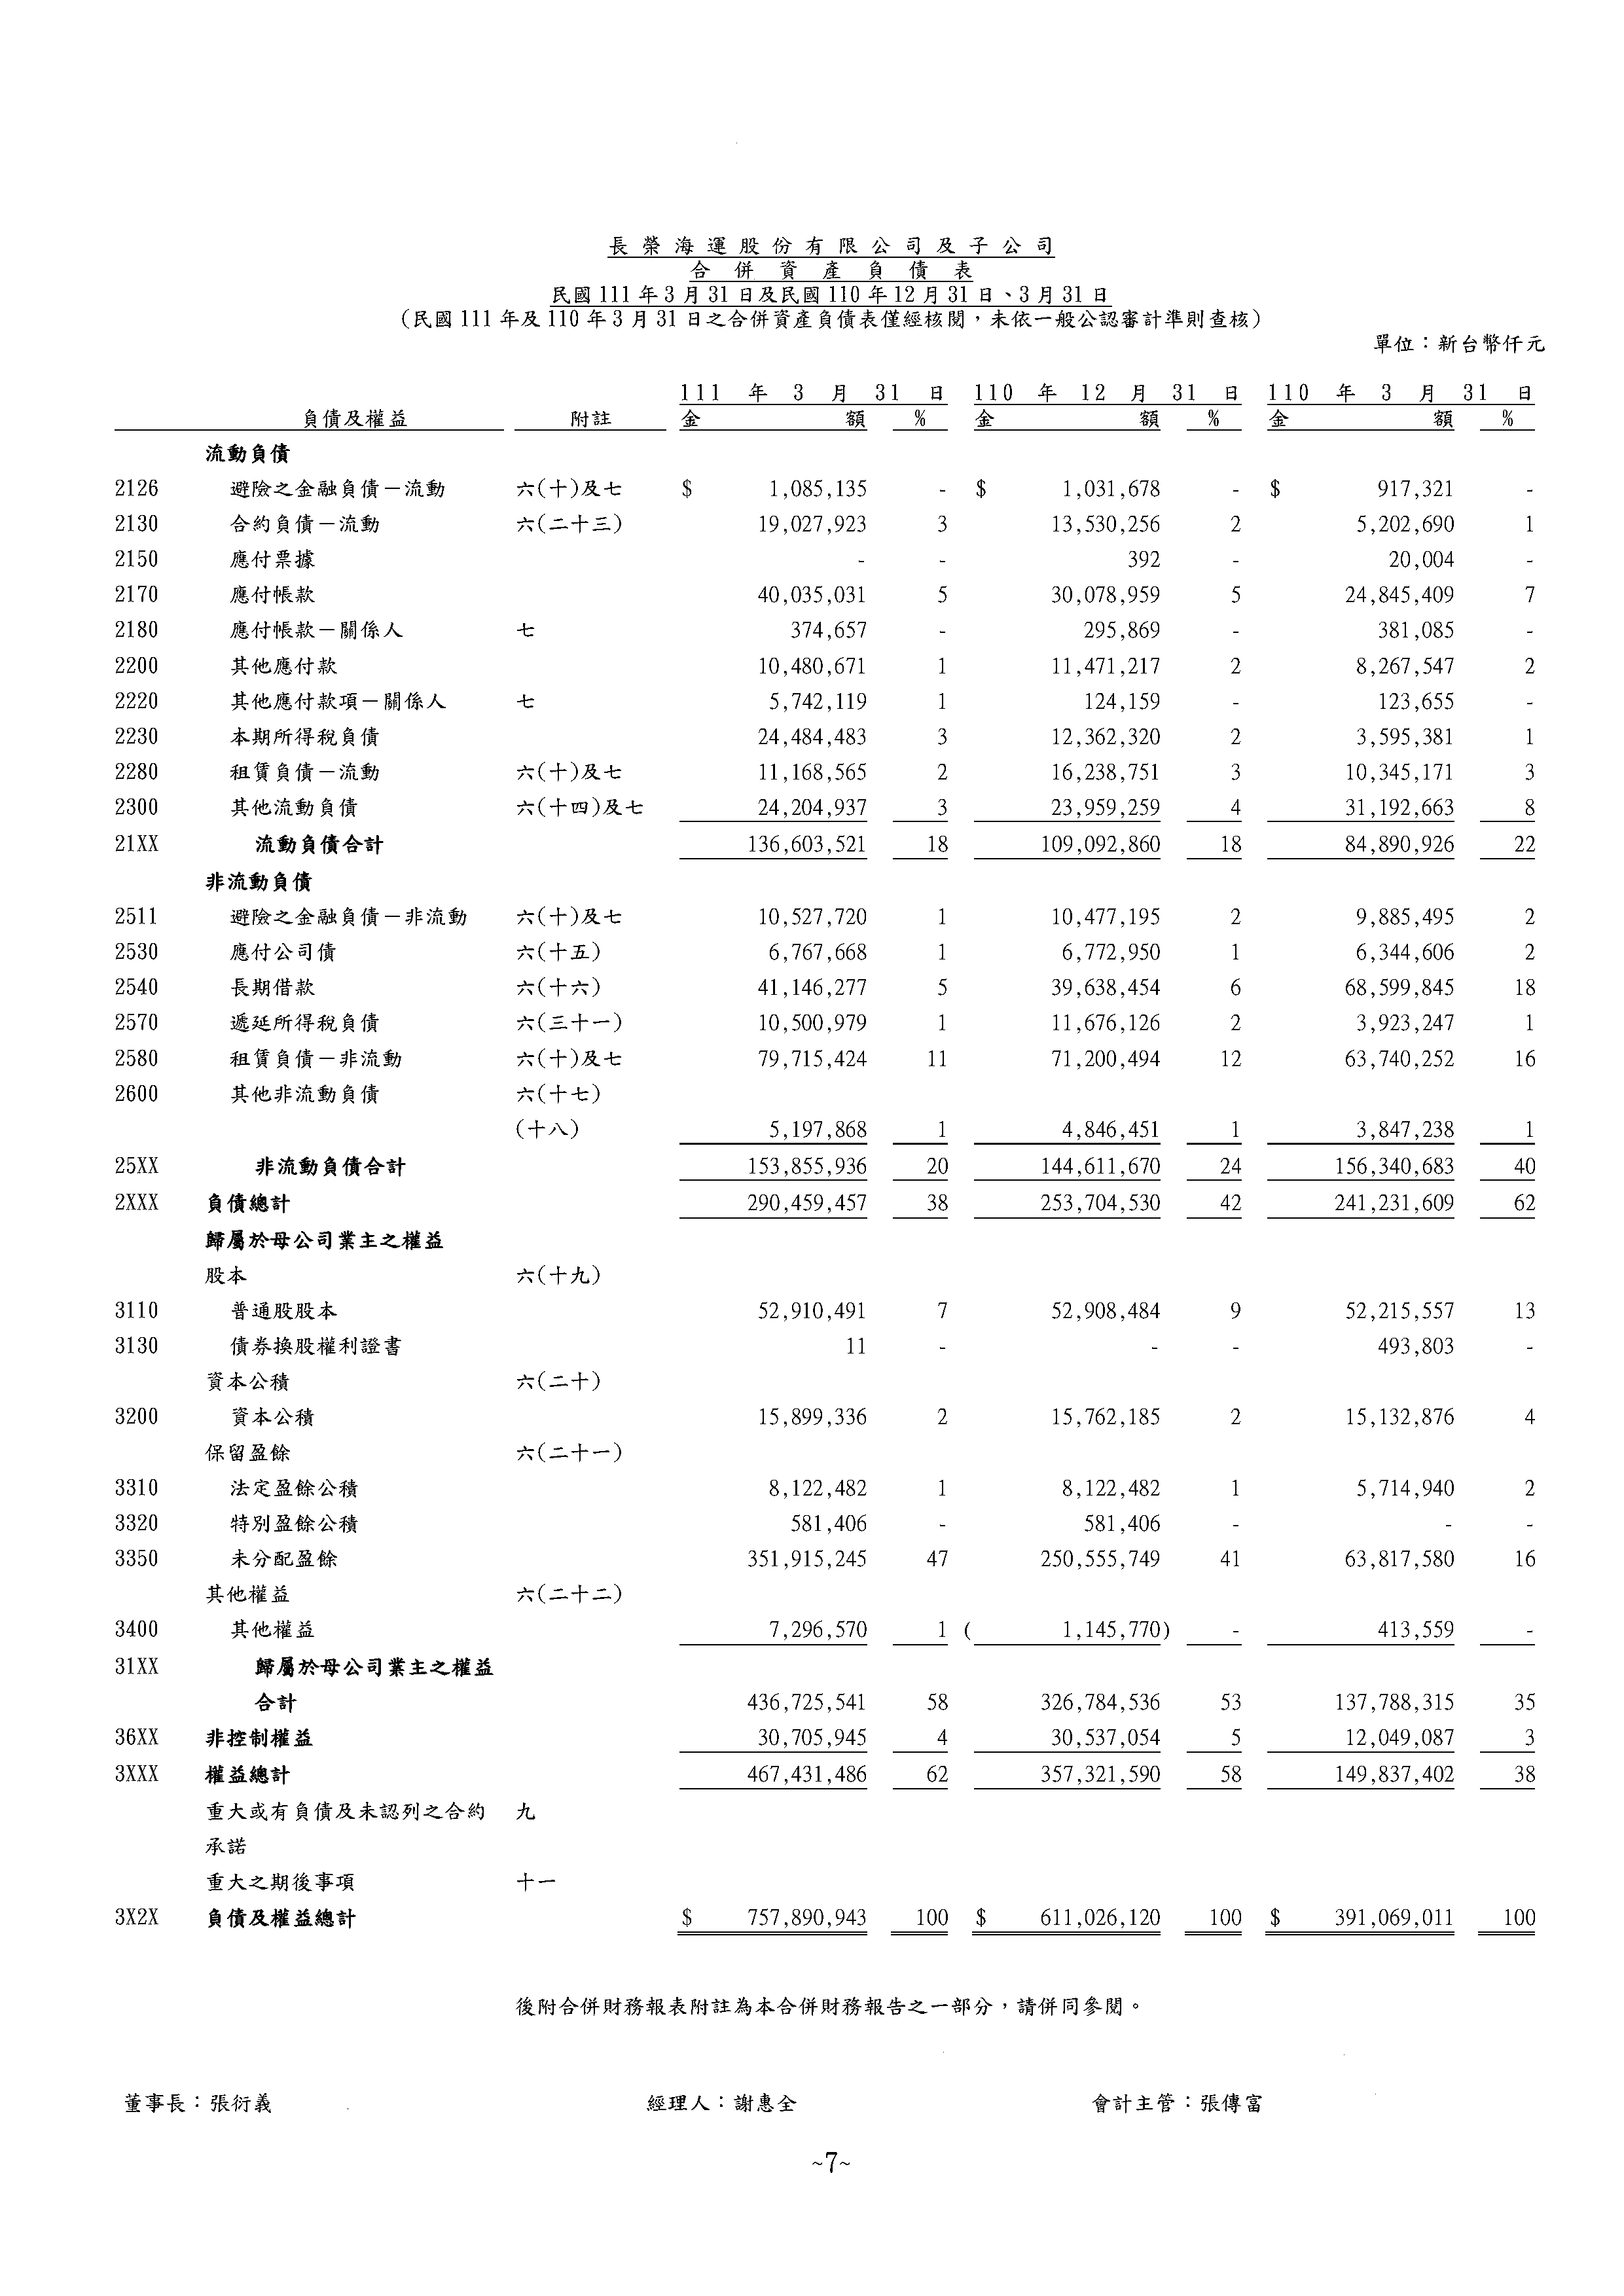 長榮海運股份有限公司及子公司
合併資產負債表
民國111年3月31日及民國110年12月31日、3月31日
(民國111年及110年3月31日之合併資產負債表僅經核閱，未依一般公認審計準則查核)
單位：新台幣仟元
111 年 3 月 31 日 110 年 12 月 31 日 110 年 3 月 31 日
負債及權益 附註 金 額 % 金 額 % 金 額 %
流動負債
2126 避險之金融負債－流動 六(十)及七 $ 1,085,135 - $ 1,031,678 - $ 917,321 -
2130 合約負債－流動 六(二十三) 19,027,923 3 13,530,256 2 5,202,690 1
2150 應付票據 - - 392 - 20,004 -
2170 應付帳款 40,035,031 5 30,078,959 5 24,845,409 7
2180 應付帳款－關係人 七 374,657 - 295,869 - 381,085 -
2200 其他應付款 10,480,671 1 11,471,217 2 8,267,547 2
2220 其他應付款項－關係人 七 5,742,119 1 124,159 - 123,655 -
2230 本期所得稅負債 24,484,483 3 12,362,320 2 3,595,381 1
2280 租賃負債－流動 六(十)及七 11,168,565 2 16,238,751 3 10,345,171 3
2300 其他流動負債 六(十四)及七 24,204,937 3 23,959,259 4 31,192,663 8
21XX 流動負債合計 136,603,521 18 109,092,860 18 84,890,926 22
非流動負債
2511 避險之金融負債－非流動 六(十)及七 10,527,720 1 10,477,195 2 9,885,495 2
2530 應付公司債 六(十五) 6,767,668 1 6,772,950 1 6,344,606 2
2540 長期借款 六(十六) 41,146,277 5 39,638,454 6 68,599,845 18
2570 遞延所得稅負債 六(三十一) 10,500,979 1 11,676,126 2 3,923,247 1
2580 租賃負債－非流動 六(十)及七 79,715,424 11 71,200,494 12 63,740,252 16
2600 其他非流動負債 六(十七)
(十八) 5,197,868 1 4,846,451 1 3,847,238 1
25XX 非流動負債合計 153,855,936 20 144,611,670 24 156,340,683 40
2XXX 負債總計 290,459,457 38 253,704,530 42 241,231,609 62
歸屬於母公司業主之權益
股本 六(十九)
3110 普通股股本 52,910,491 7 52,908,484 9 52,215,557 13
3130 債券換股權利證書 11 - - - 493,803 -
資本公積 六(二十)
3200 資本公積 15,899,336 2 15,762,185 2 15,132,876 4
保留盈餘 六(二十一)
3310 法定盈餘公積 8,122,482 1 8,122,482 1 5,714,940 2
3320 特別盈餘公積 581,406 - 581,406 - - -
3350 未分配盈餘 351,915,245 47 250,555,749 41 63,817,580 16
其他權益 六(二十二)
3400 其他權益 7,296,570 1 ( 1,145,770) - 413,559 -
31XX 歸屬於母公司業主之權益
合計 436,725,541 58 326,784,536 53 137,788,315 35
36XX 非控制權益 30,705,945 4 30,537,054 5 12,049,087 3
3XXX 權益總計 467,431,486 62 357,321,590 58 149,837,402 38
重大或有負債及未認列之合約 九
承諾
重大之期後事項 十一
3X2X 負債及權益總計 $ 757,890,943 100 $ 611,026,120 100 $ 391,069,011 100
後附合併財務報表附註為本合併財務報告之一部分，請併同參閱。
董事長：張衍義 經理人：謝惠全 會計主管：張傳富
~7~